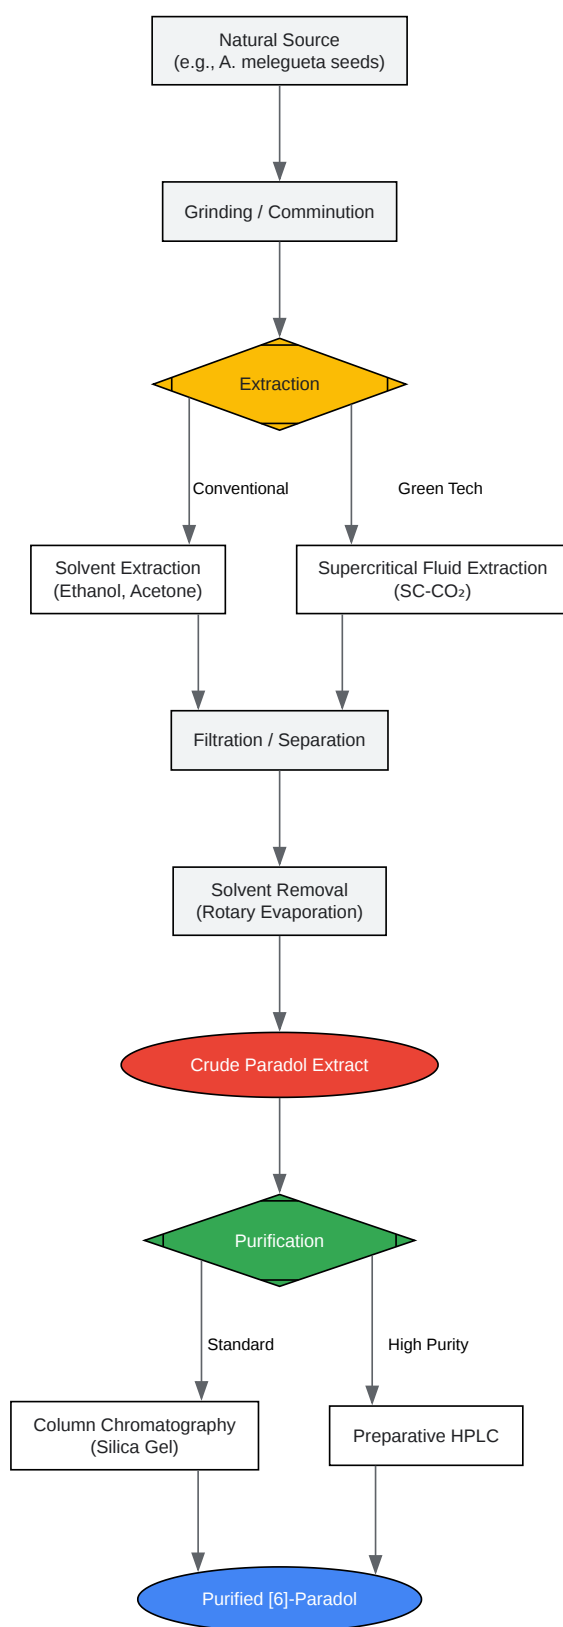 Natural Source
(e.g., A. melegueta seeds)
Grinding / Comminution
Extraction
Conventional
Green Tech
Solvent Extraction
(Ethanol, Acetone)
Supercritical Fluid Extraction
(SC-CO₂)
Filtration / Separation
Solvent Removal
(Rotary Evaporation)
Crude Paradol Extract
Purification
Standard
High Purity
Column Chromatography
(Silica Gel)
Preparative HPLC
Purified [6]-Paradol